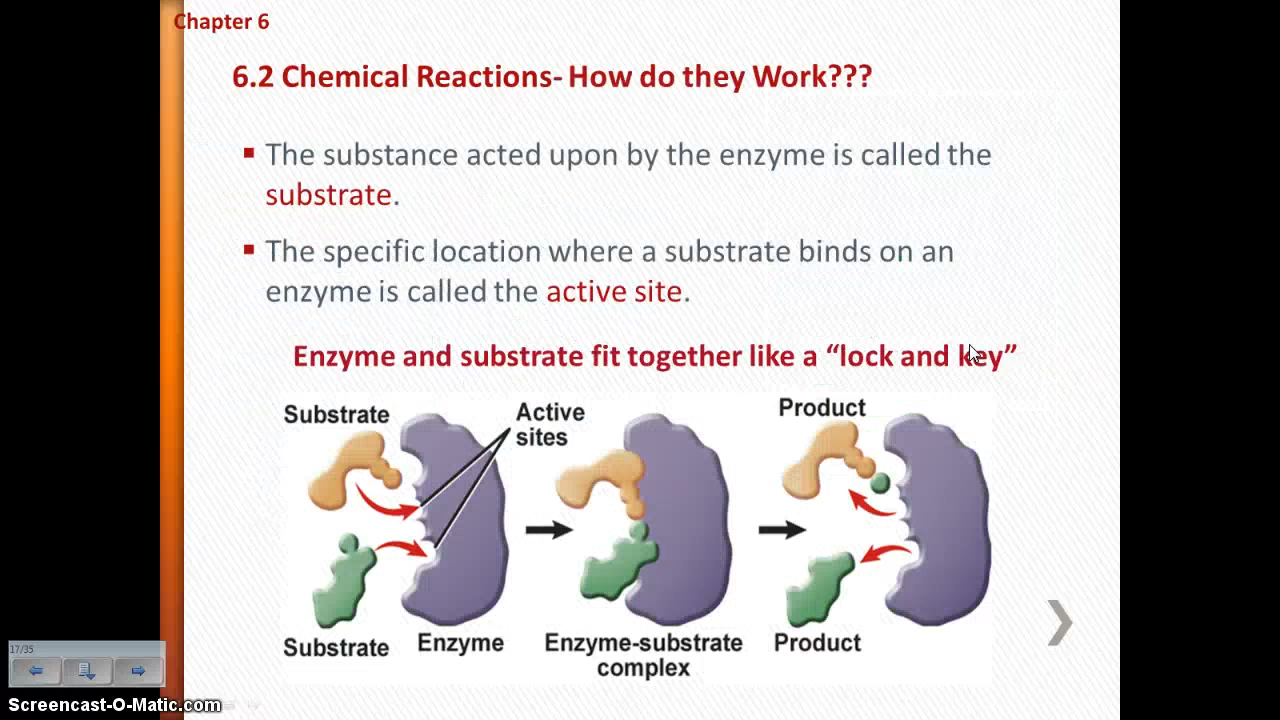 Chapter 6
6.2 Chemical Reactions- How do they Work???
The substance acted upon by the enzyme is called the
substrate.
The specific location where a substrate binds on an
enzyme is called the active site.
Enzyme and substrate fit together like a “lock and key”
Substrate
Active
sites
Product
Substrate
Enzyme
Enzyme-substrate
complex
Product
17/35
Screencast-O-Matic.com